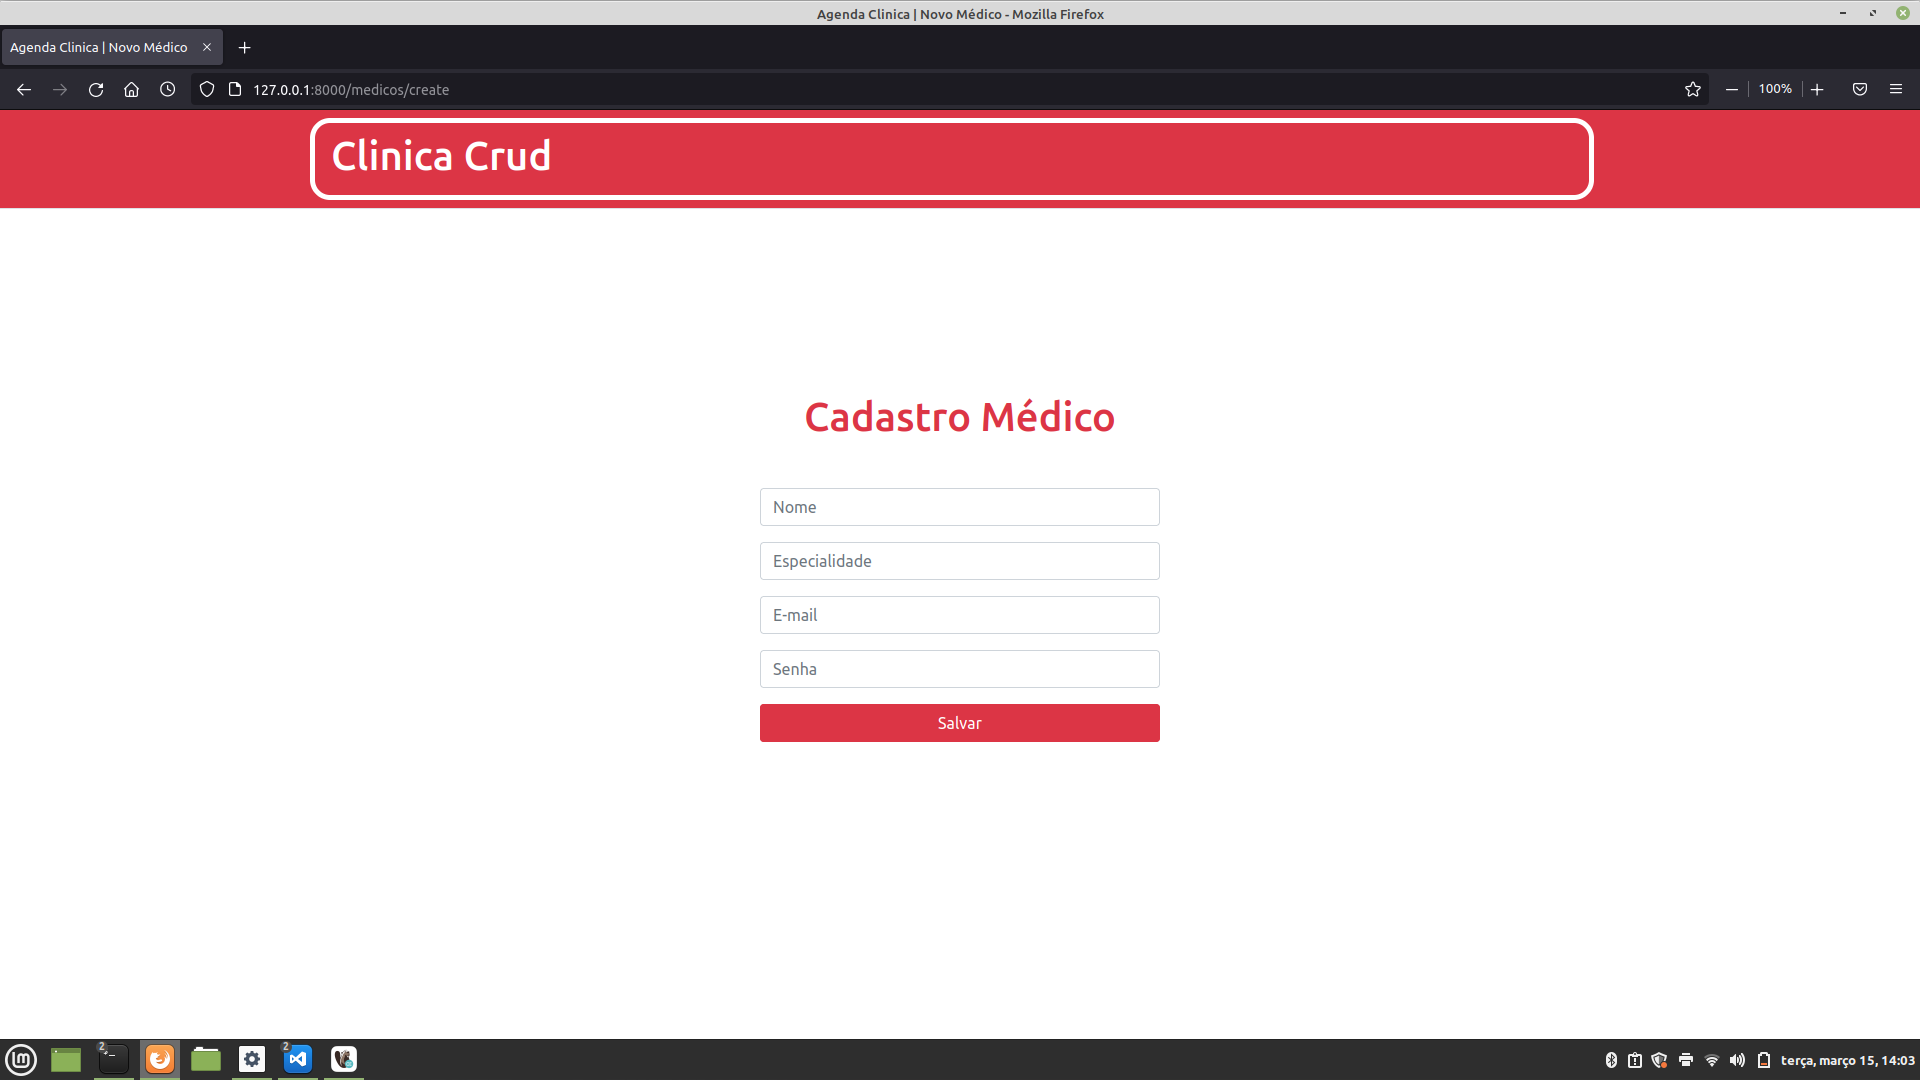 Agenda Clinica | Novo Médico - Mozilla Firefox
Agenda Clinica | Novo Médico
127.0.0.1:8000/medicos/create
100%
Clinica Crud
Cadastro Médico
Nome
Especialidade
E-mail
Senha
Salvar
2
2
terça, março 15, 14:03